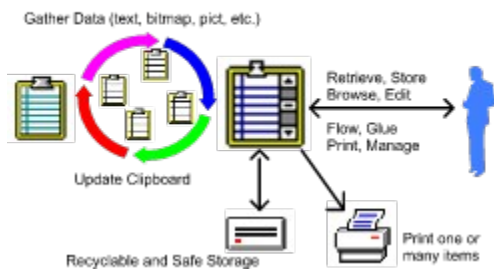 Gather Data (text, bitmap, pict, etc.)
Retrieve, Store
Browse, Edit
Flow, Glue
Print, Manage
Update Clipboard
Print one or
many items
Recyclable and Safe Storage